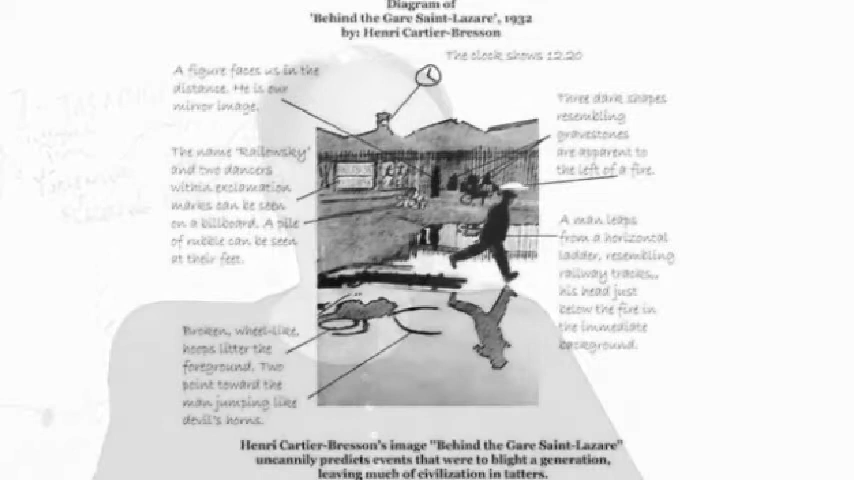 Diagram of
'Behind the Gare Saint-Lazare', 1932
by: Henri Cartier-Bresson
The clock shows 12.20
A figure faces us in the
distance. He is our
mirror image.
Three dark shapes
resembling
gravestones
are apparent to
the left of a fire.
The name 'Railowsky'
and two dancers
within exclamation
marks can be seen
on a billboard. A pile
of rubble can be seen
at their feet.
A man leaps
from a horizontal
ladder, resembling
railway tracks,,
his head just
below the fire in
the immediate
background.
Broken, wheel-like,
hoops litter the
foreground. Two
point toward the
man jumping like
devil's horns.
Henri Cartier-Bresson's image "Behind the Gare Saint-Lazare"
uncannily predicts events that were to blight a generation,
leaving much of civilization in tatters.